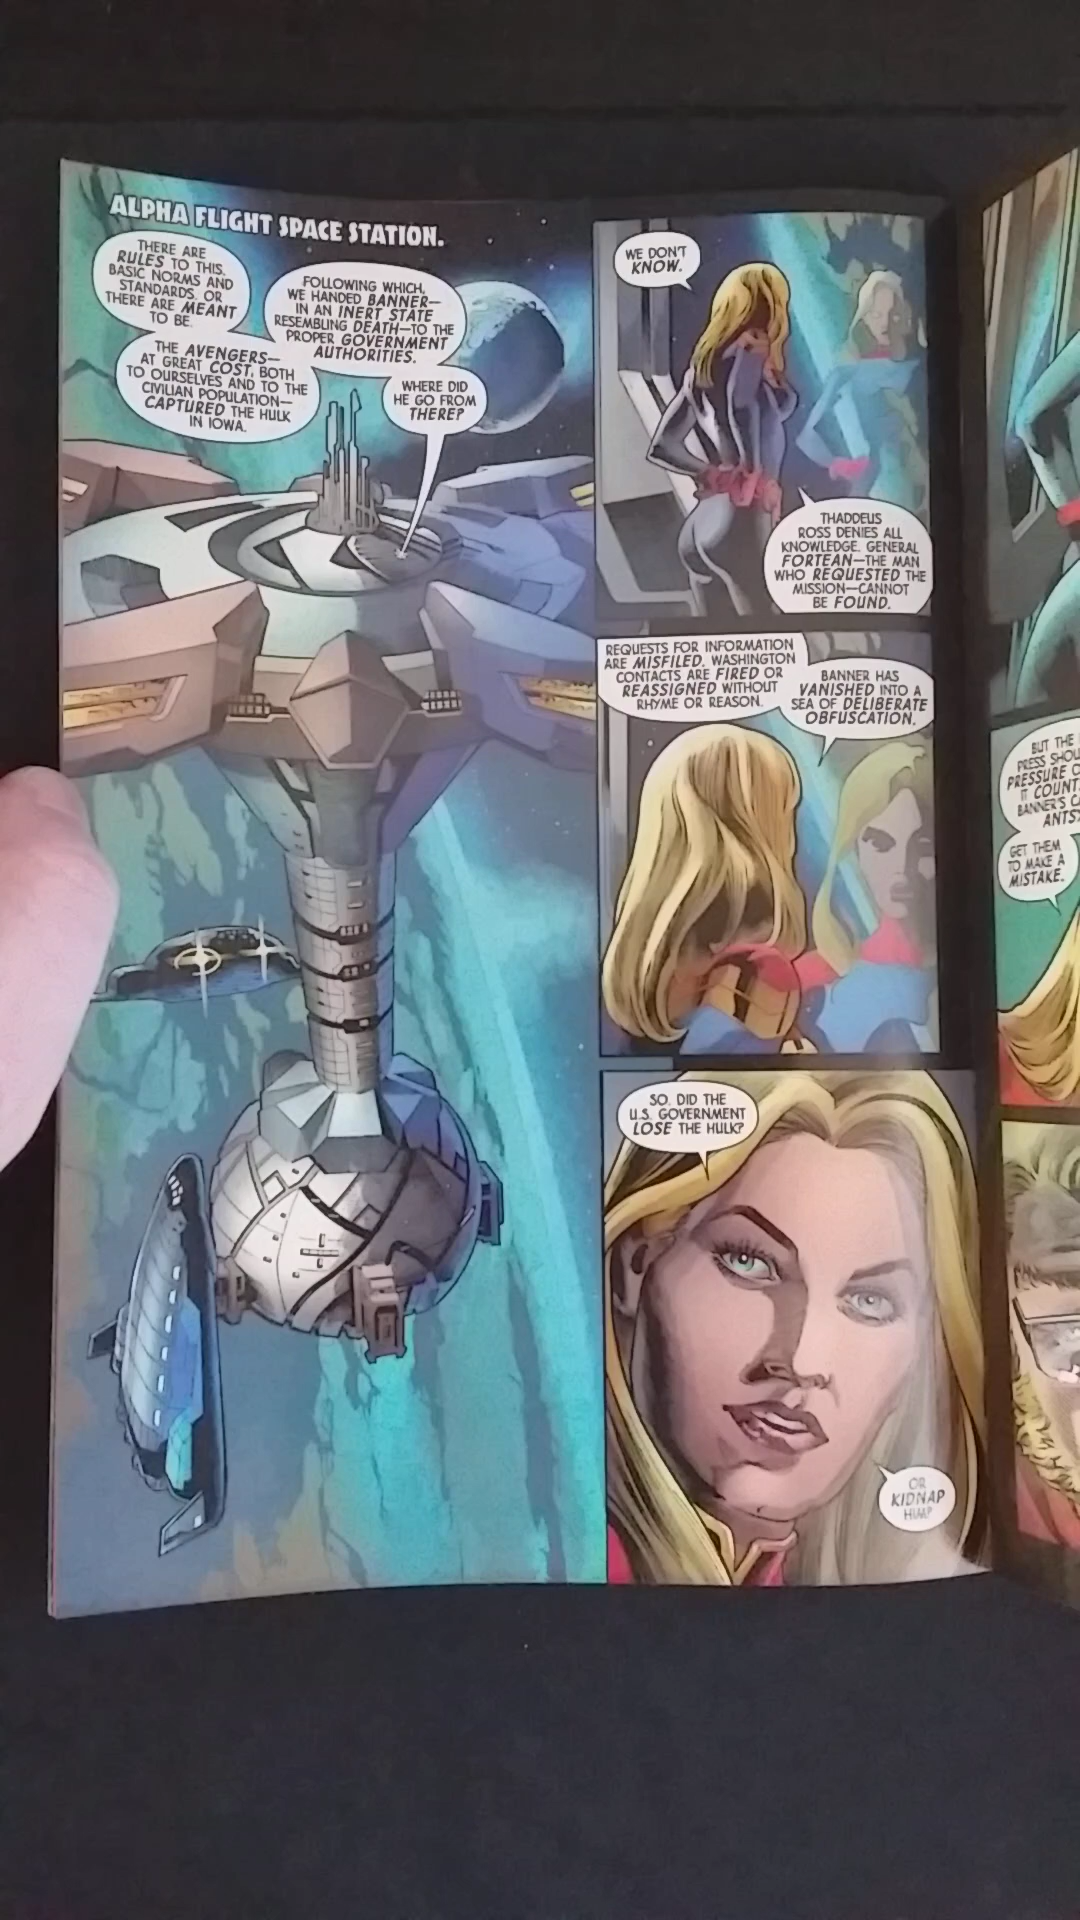 ALPHA FLIGHT SPACE STATION.
THERE ARE
RULES TO THIS.
BASIC NORMS AND
STANDARDS. OR
THERE ARE MEANT
TO BE.
THE AVENGERS—
AT GREAT COST, BOTH
TO OURSELVES AND TO THE
CIVILIAN POPULATION—
CAPTURED THE HULK
IN IOWA.
FOLLOWING WHICH,
WE HANDED BANNER—
IN AN INERT STATE
RESEMBLING DEATH—TO THE
PROPER GOVERNMENT
AUTHORITIES.
WHERE DID
HE GO FROM
THERE?
WE DON'T
KNOW.
THADDEUS
ROSS DENIES ALL
KNOWLEDGE. GENERAL
FORTEAN—THE MAN
WHO REQUESTED THE
MISSION—CANNOT
BE FOUND.
REQUESTS FOR INFORMATION
ARE MISFILED. WASHINGTON
CONTACTS ARE FIRED OR
REASSIGNED WITHOUT
RHYME OR REASON.
BANNER HAS
VANISHED INTO A
SEA OF DELIBERATE
OBFUSCATION.
SO. DID THE
U.S. GOVERNMENT
LOSE THE HULK?
OR
KIDNAP
HIM?
BUT THE
PRESS SHOU
PRESSURE O
IT COUNT
BANNER'S CA
ANTS?
GET THEM
TO MAKE A
MISTAKE.